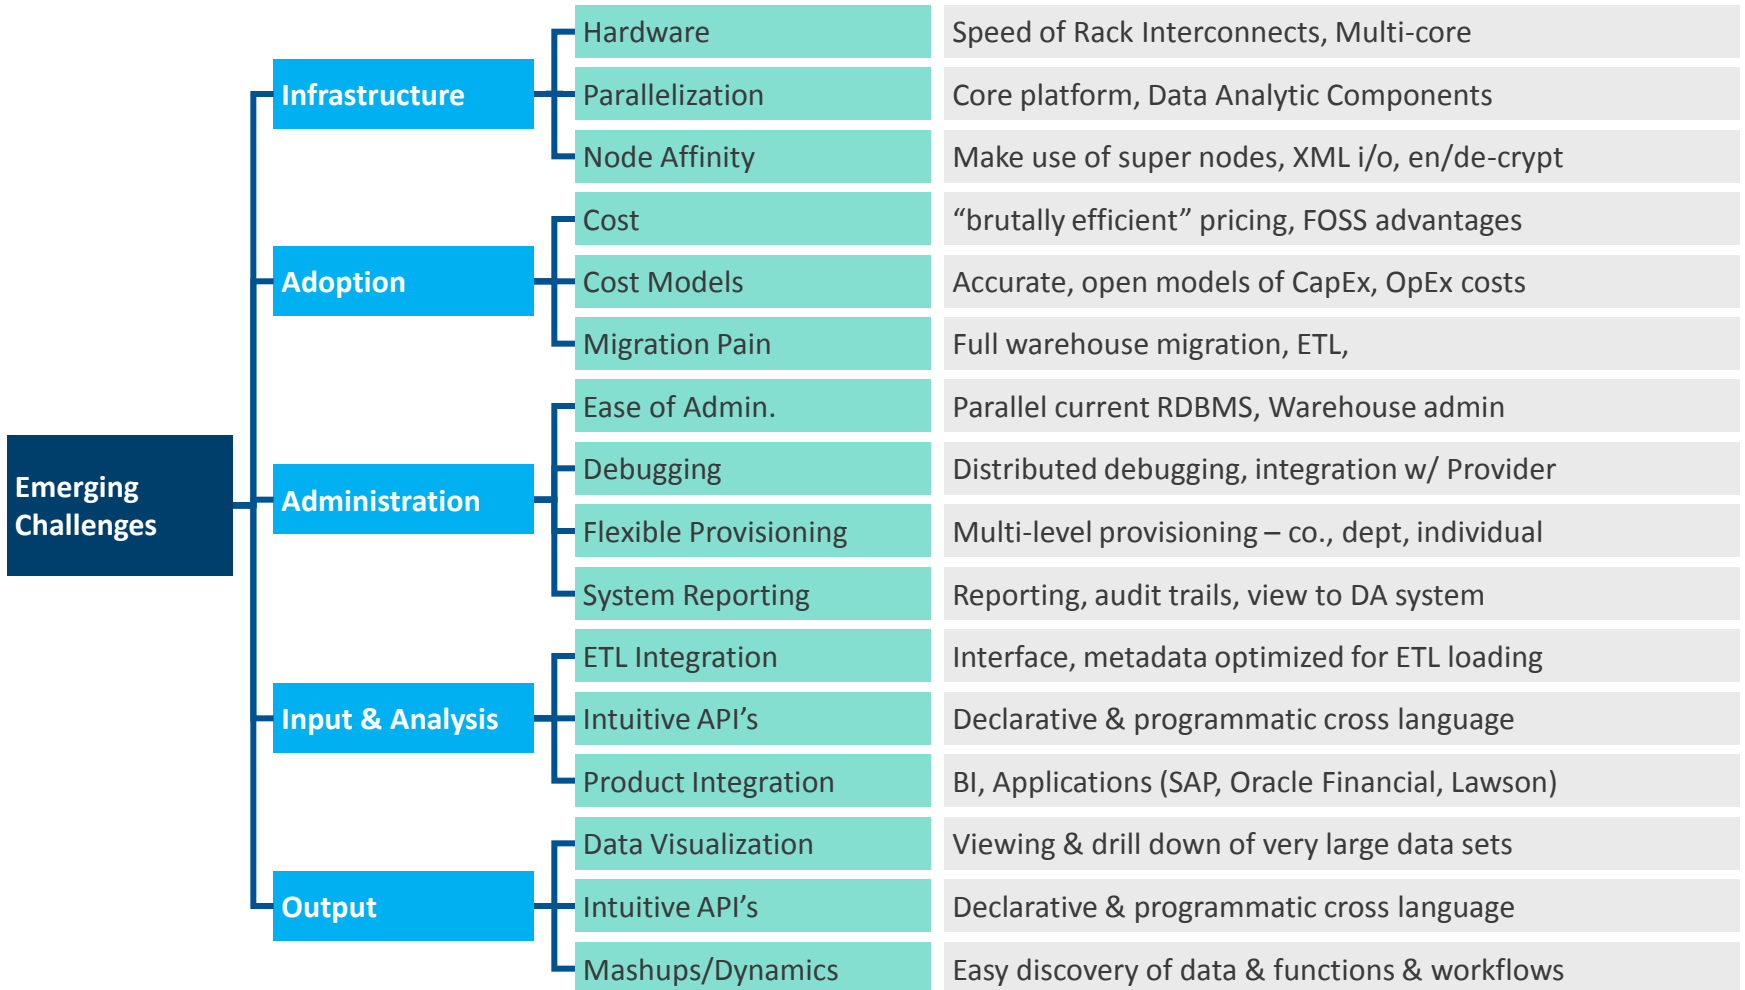 Emerging
Challenges
Infrastructure
Hardware
Speed of Rack Interconnects, Multi-core
Parallelization
Core platform, Data Analytic Components
Node Affinity
Make use of super nodes, XML i/o, en/de-crypt
Adoption
Cost
“brutally efficient” pricing, FOSS advantages
Cost Models
Accurate, open models of CapEx, OpEx costs
Migration Pain
Full warehouse migration, ETL,
Administration
Ease of Admin.
Parallel current RDBMS, Warehouse admin
Debugging
Distributed debugging, integration w/ Provider
Flexible Provisioning
Multi-level provisioning – co., dept, individual
System Reporting
Reporting, audit trails, view to DA system
Input & Analysis
ETL Integration
Interface, metadata optimized for ETL loading
Intuitive API’s
Declarative & programmatic cross language
Product Integration
BI, Applications (SAP, Oracle Financial, Lawson)
Output
Data Visualization
Viewing & drill down of very large data sets
Intuitive API’s
Declarative & programmatic cross language
Mashups/Dynamics
Easy discovery of data & functions & workflows